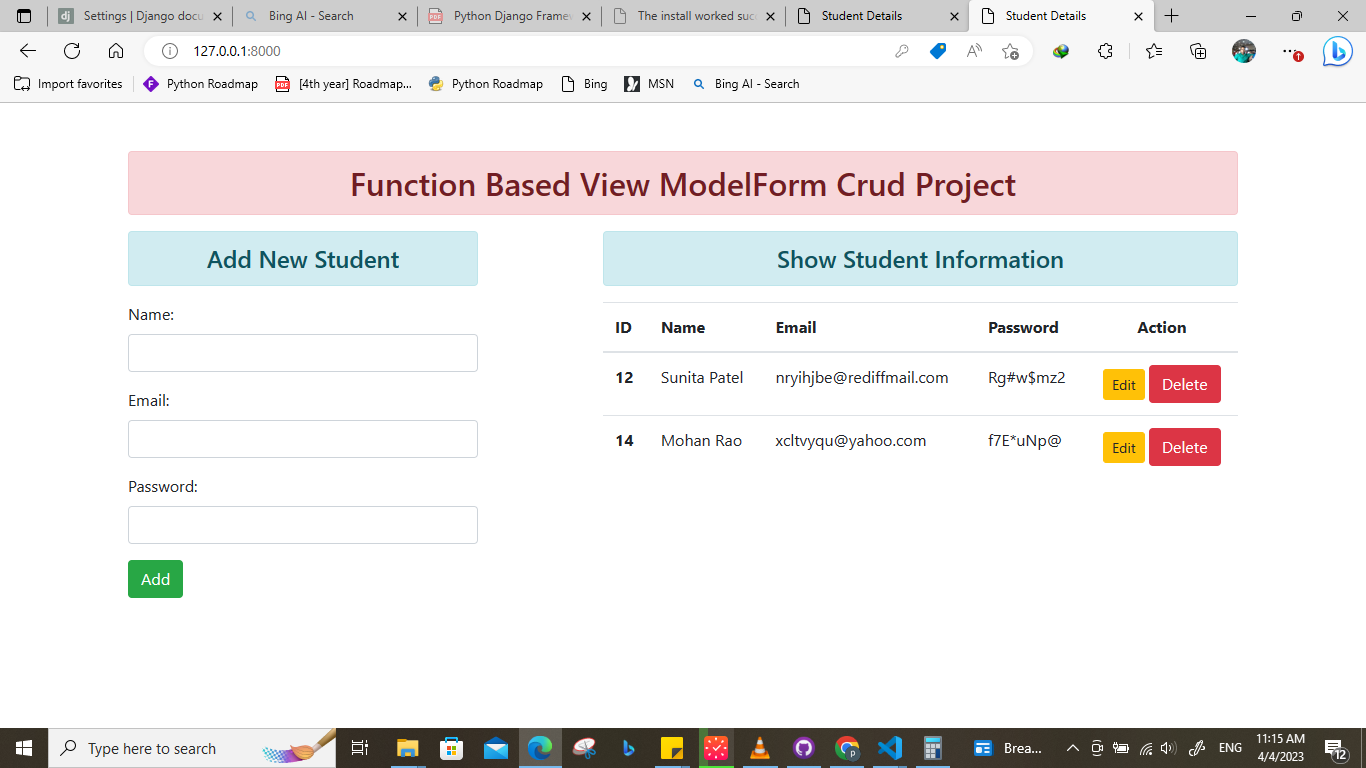 Settings | Django docu
Bing AI - Search
Python Django Frame
The install worked suc
Student Details
Student Details
127.0.0.1:8000
Import favorites
Python Roadmap
[4th year] Roadmap...
Python Roadmap
Bing
MSN
Bing AI - Search
Function Based View ModelForm Crud Project
Add New Student
Name:
Email:
Password:
Add
Show Student Information
ID Name Email Password Action
12 Sunita Patel nryihjbe@rediffmail.com Rg#w$mz2 Edit Delete
14 Mohan Rao xcltvyqu@yahoo.com f7E*uNp@ Edit Delete
Type here to search
Brea...
ENG
11:15 AM
4/4/2023
12